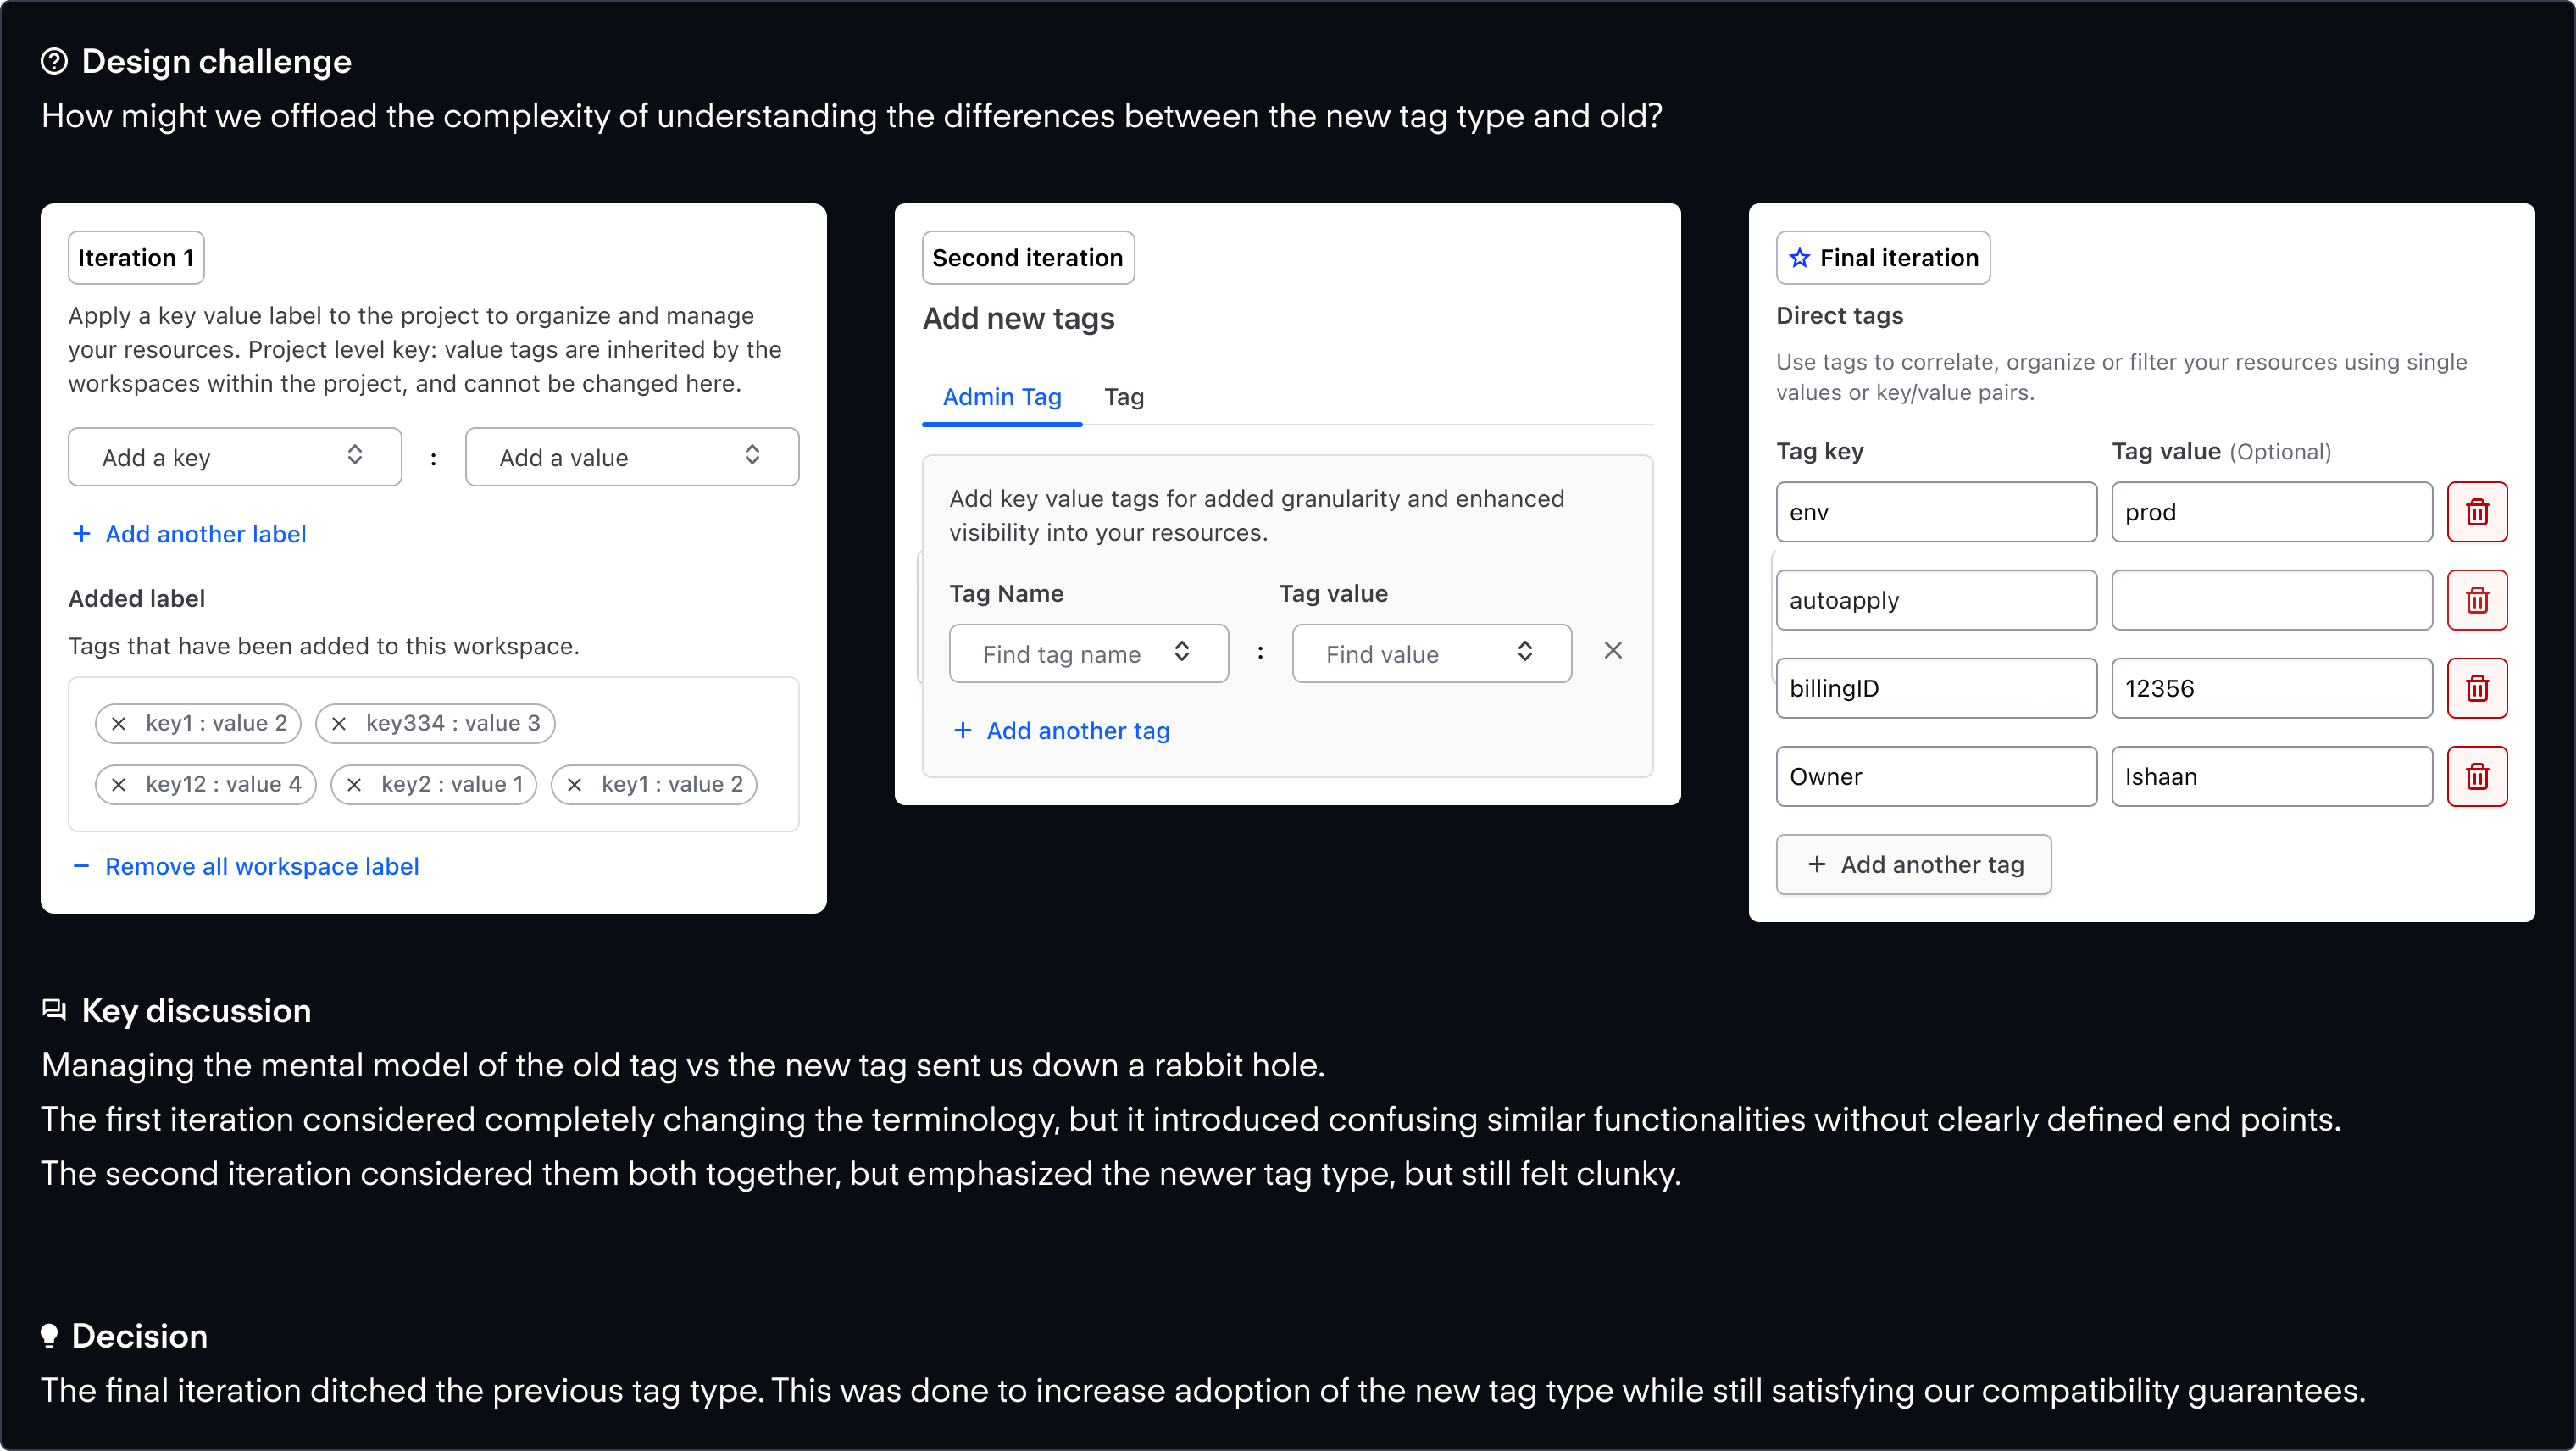 Design challenge
How might we offload the complexity of understanding the differences between the new tag type and old?
Iteration 1
Apply a key value label to the project to organize and manage
your resources. Project level key: value tags are inherited by the
workspaces within the project, and cannot be changed here.
Add a key : Add a value
+ Add another label
Added label
Tags that have been added to this workspace.
× key1 : value 2 × key334 : value 3
× key12 : value 4 × key2 : value 1 × key1 : value 2
− Remove all workspace label
Second iteration
Add new tags
Admin Tag Tag
Add key value tags for added granularity and enhanced
visibility into your resources.
Tag Name Tag value
Find tag name : Find value ×
+ Add another tag
Final iteration
Direct tags
Use tags to correlate, organize or filter your resources using single
values or key/value pairs.
Tag key Tag value (Optional)
env prod
autoapply
billingID 12356
Owner Ishaan
+ Add another tag
Key discussion
Managing the mental model of the old tag vs the new tag sent us down a rabbit hole.
The first iteration considered completely changing the terminology, but it introduced confusing similar functionalities without clearly defined end points.
The second iteration considered them both together, but emphasized the newer tag type, but still felt clunky.
Decision
The final iteration ditched the previous tag type. This was done to increase adoption of the new tag type while still satisfying our compatibility guarantees.